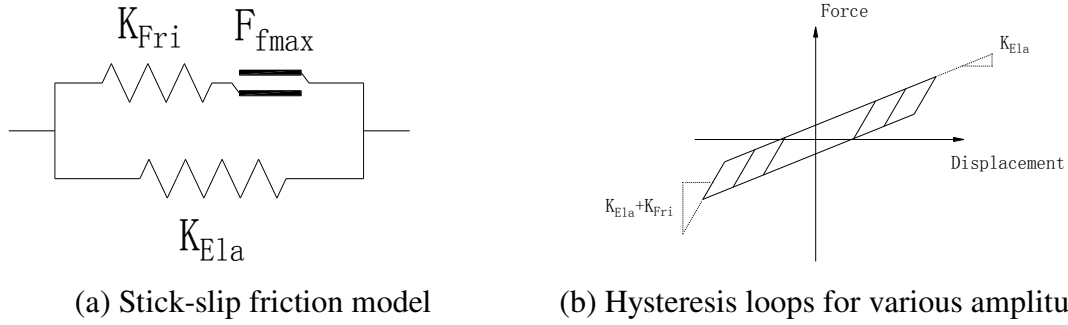 K_Fri F_fmax
K_Ela
(a) Stick-slip friction model
Force
K_Ela
Displacement
K_Ela+K_Fri
(b) Hysteresis loops for various amplitu